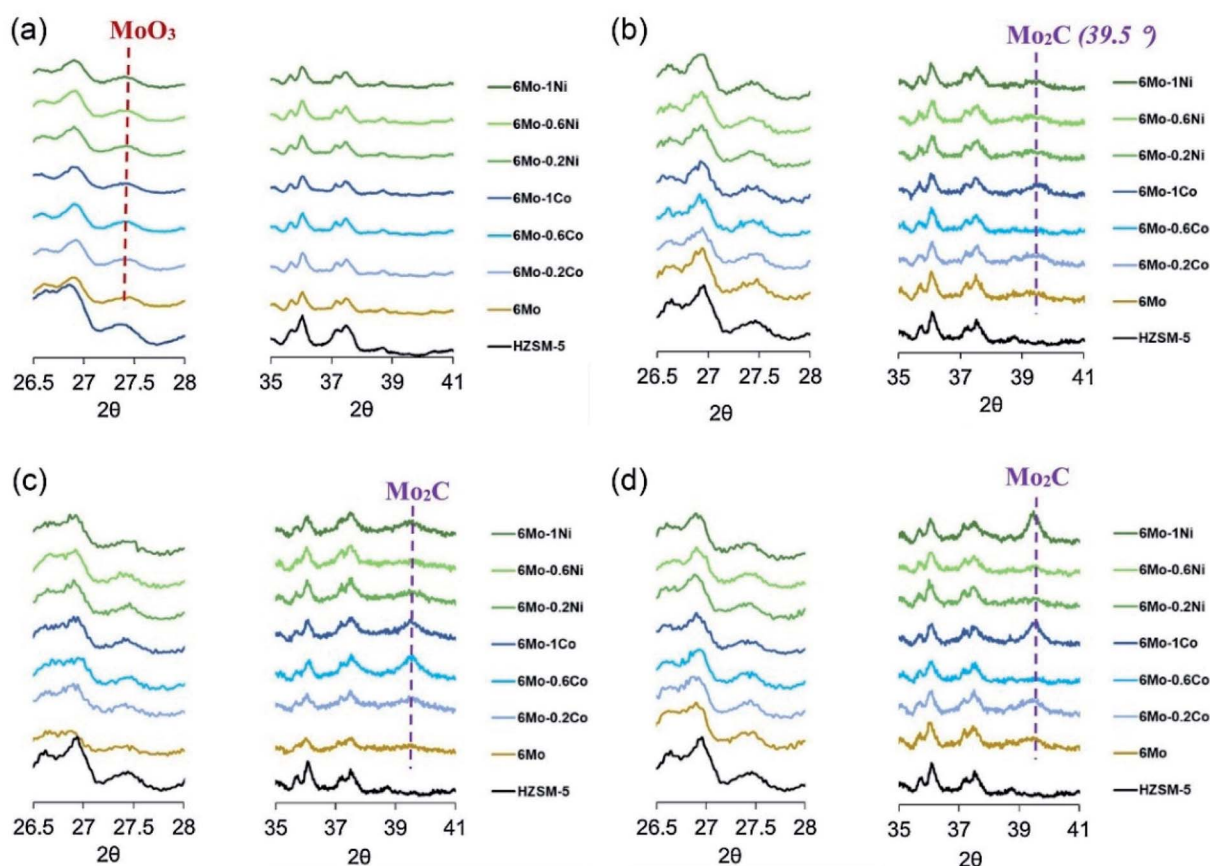 (a)
MoO₃
6Mo-1Ni
6Mo-0.6Ni
6Mo-0.2Ni
6Mo-1Co
6Mo-0.6Co
6Mo-0.2Co
6Mo
HZSM-5
26.5 27 27.5 28
2θ
35 37 39 41
2θ
(b)
Mo₂C (39.5 º)
6Mo-1Ni
6Mo-0.6Ni
6Mo-0.2Ni
6Mo-1Co
6Mo-0.6Co
6Mo-0.2Co
6Mo
HZSM-5
26.5 27 27.5 28
2θ
35 37 39 41
2θ
(c)
Mo₂C
6Mo-1Ni
6Mo-0.6Ni
6Mo-0.2Ni
6Mo-1Co
6Mo-0.6Co
6Mo-0.2Co
6Mo
HZSM-5
26.5 27 27.5 28
2θ
35 37 39 41
2θ
(d)
Mo₂C
6Mo-1Ni
6Mo-0.6Ni
6Mo-0.2Ni
6Mo-1Co
6Mo-0.6Co
6Mo-0.2Co
6Mo
HZSM-5
26.5 27 27.5 28
2θ
35 37 39 41
2θ